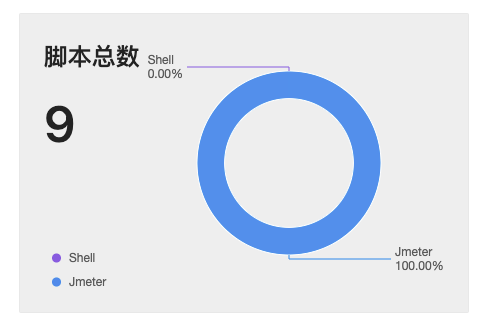 脚本总数
9
Shell
0.00%
Jmeter
100.00%
Shell
Jmeter